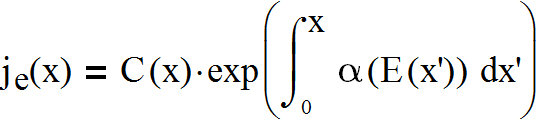 jₑ(x) = C(x)·exp(∫₀ˣ α(E(x')) dx')